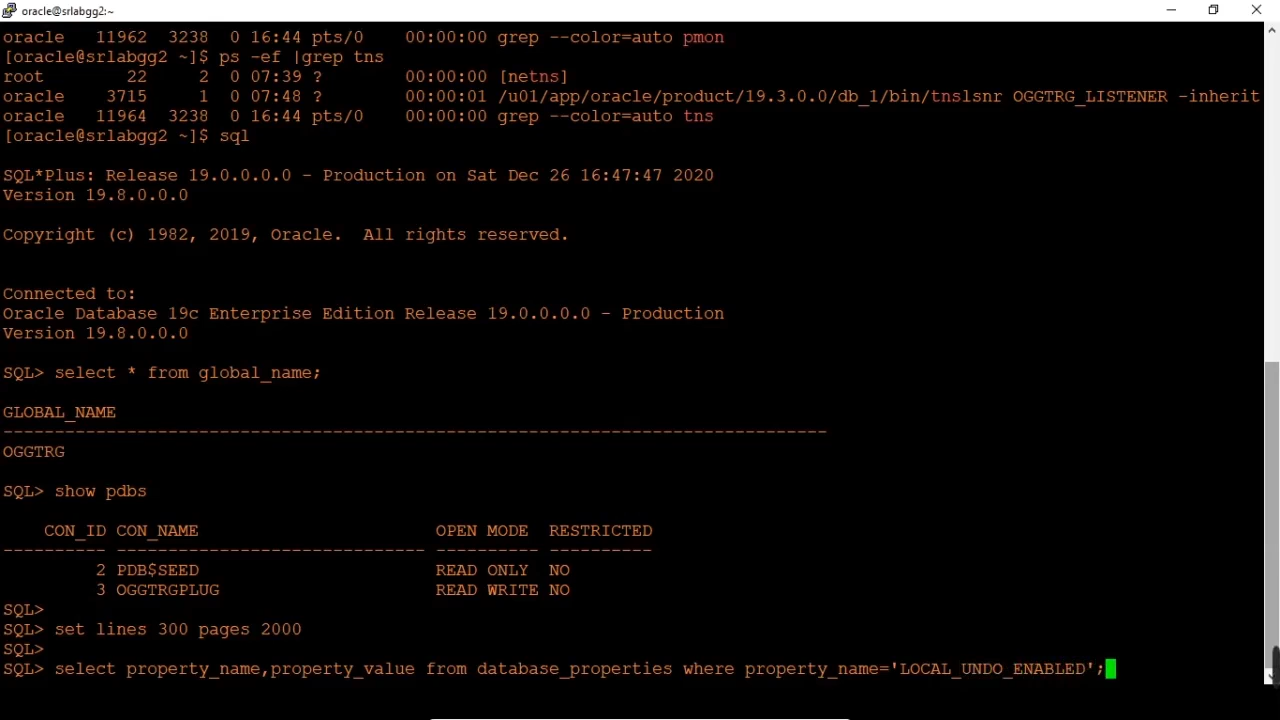 oracle@srlabgg2:~
oracle   11962  3238  0 16:44 pts/0    00:00:00 grep --color=auto pmon
[oracle@srlabgg2 ~]$ ps -ef |grep tns
root        22     2  0 07:39 ?        00:00:00 [netns]
oracle    3715     1  0 07:48 ?        00:00:01 /u01/app/oracle/product/19.3.0.0/db_1/bin/tnslsnr OGGTRG_LISTENER -inherit
oracle   11964  3238  0 16:44 pts/0    00:00:00 grep --color=auto tns
[oracle@srlabgg2 ~]$ sql
SQL*Plus: Release 19.0.0.0.0 - Production on Sat Dec 26 16:47:47 2020
Version 19.8.0.0.0
Copyright (c) 1982, 2019, Oracle.  All rights reserved.
Connected to:
Oracle Database 19c Enterprise Edition Release 19.0.0.0.0 - Production
Version 19.8.0.0.0
SQL> select * from global_name;
GLOBAL_NAME
--------------------------------------------------------------------------------
OGGTRG
SQL> show pdbs
    CON_ID CON_NAME                       OPEN MODE  RESTRICTED
---------- ------------------------------ ---------- ----------
         2 PDB$SEED                       READ ONLY  NO
         3 OGGTRGPLUG                     READ WRITE NO
SQL>
SQL> set lines 300 pages 2000
SQL>
SQL> select property_name,property_value from database_properties where property_name='LOCAL_UNDO_ENABLED';